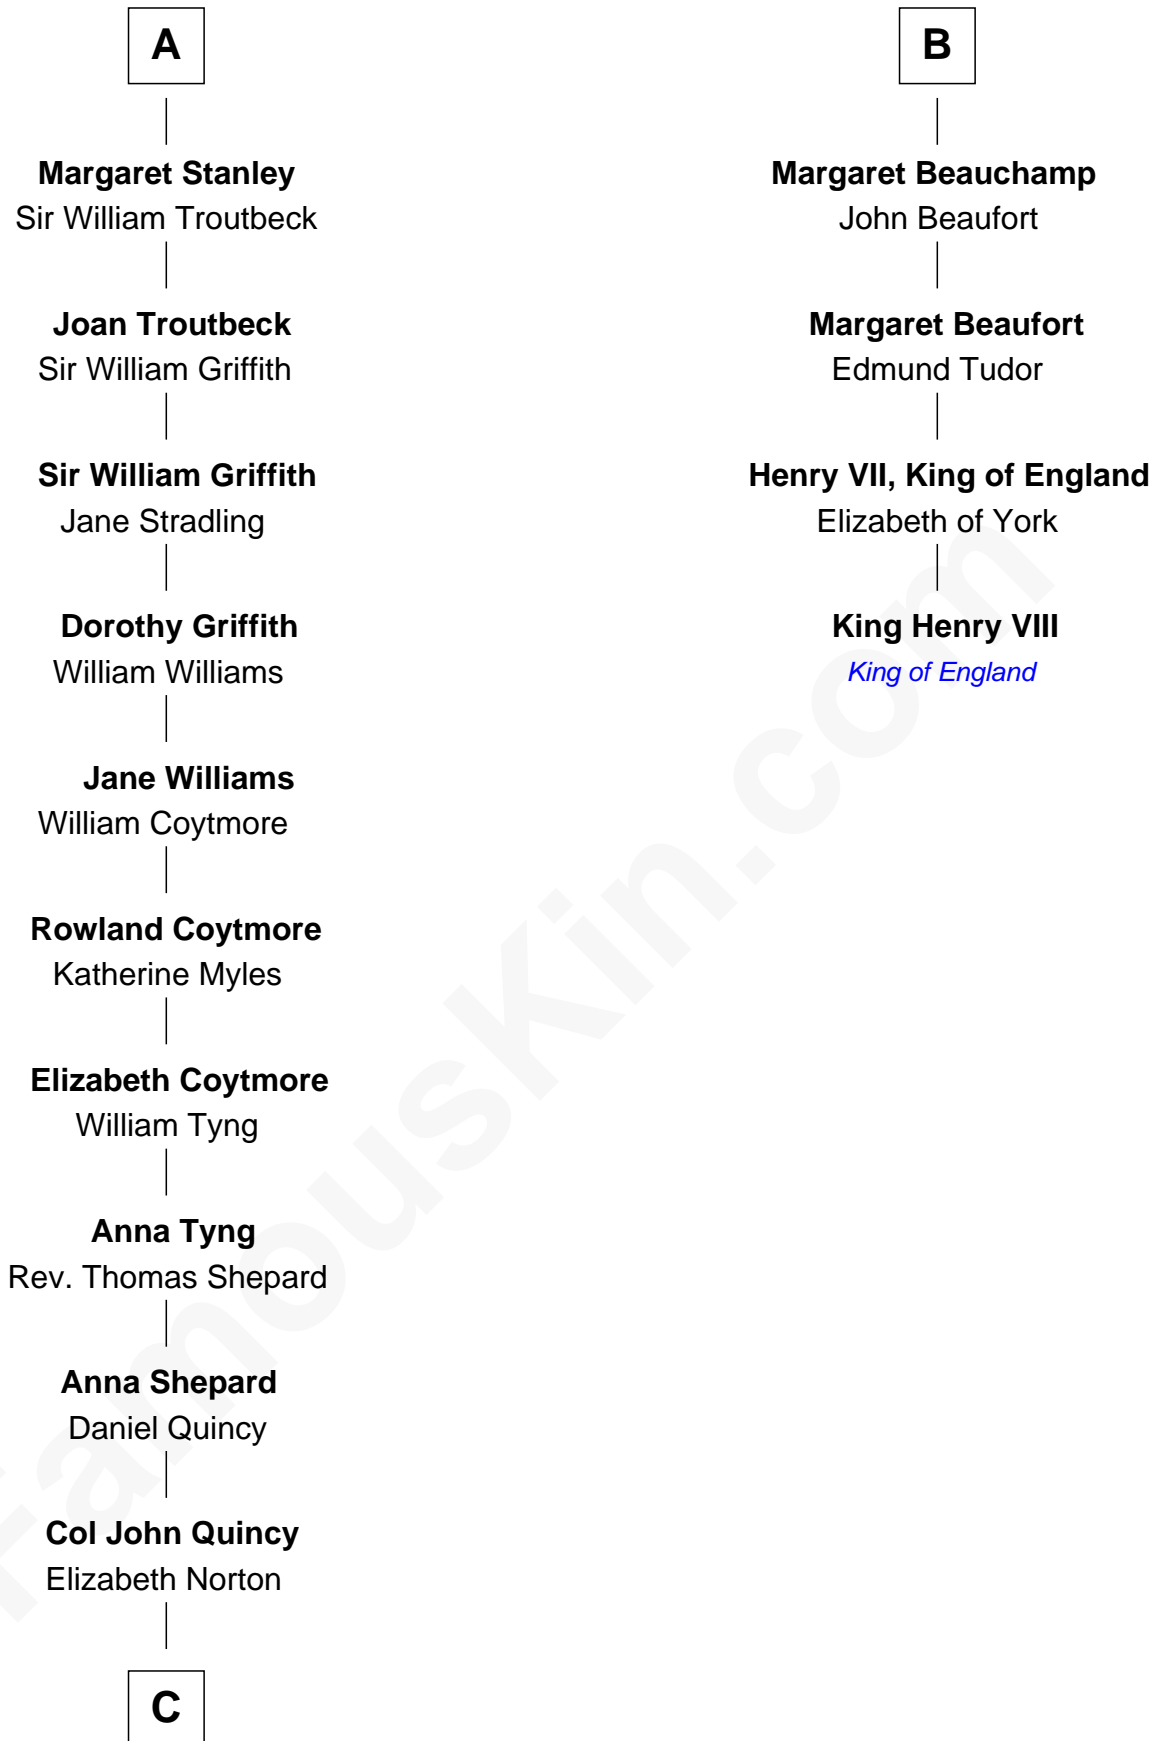 A
Margaret Stanley
Sir William Troutbeck
Joan Troutbeck
Sir William Griffith
Sir William Griffith
Jane Stradling
Dorothy Griffith
William Williams
Jane Williams
William Coytmore
Rowland Coytmore
Katherine Myles
Elizabeth Coytmore
William Tyng
Anna Tyng
Rev. Thomas Shepard
Anna Shepard
Daniel Quincy
Col John Quincy
Elizabeth Norton
C
B
Margaret Beauchamp
John Beaufort
Margaret Beaufort
Edmund Tudor
Henry VII, King of England
Elizabeth of York
King Henry VIII
King of England
FamousKin.com